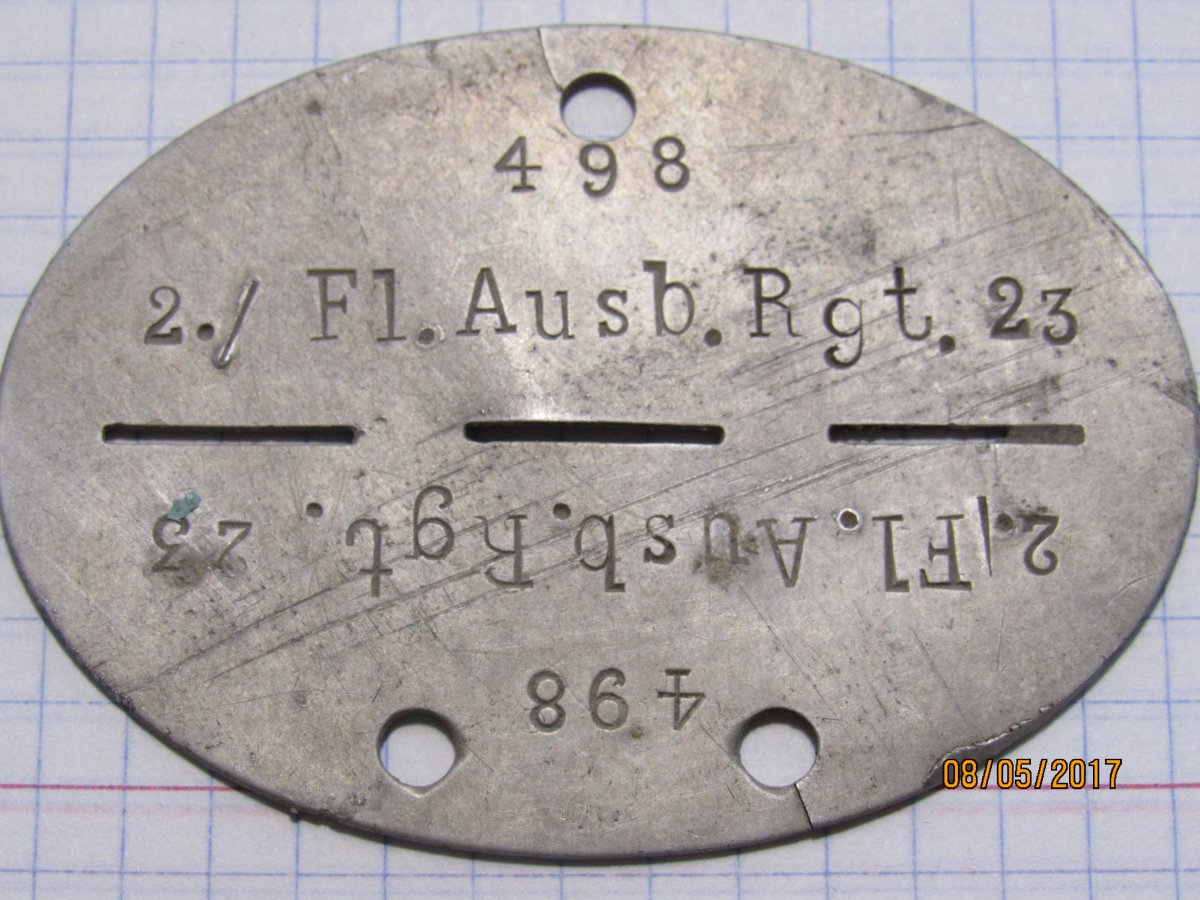 498
2./ Fl. Ausb. Rgt. 23
2./Fl. Ausb. Rgt. 23
498
08/05/2017